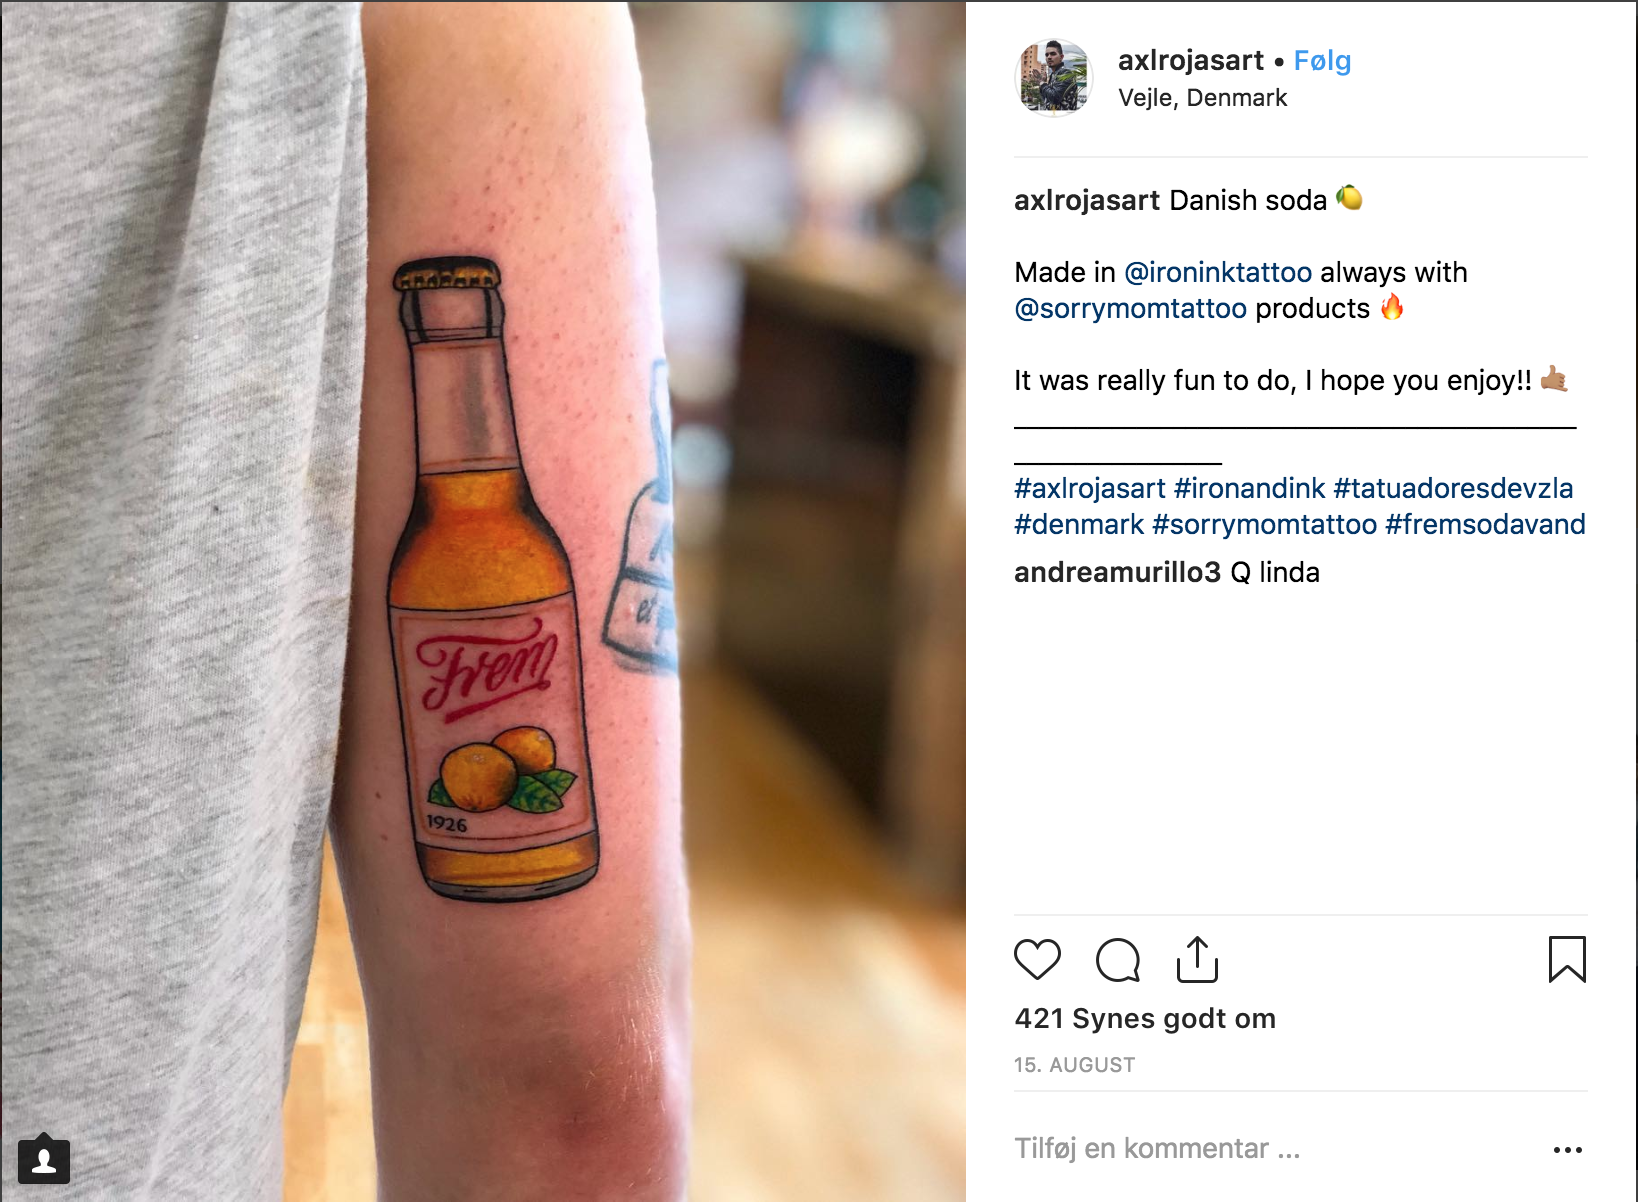 Frem
1926
et
axlrojasart • Følg
Vejle, Denmark
axlrojasart Danish soda 🍋
Made in @ironinktattoo always with
@sorrymomtattoo products 🔥
It was really fun to do, I hope you enjoy!! 🤙🏽
#axlrojasart #ironandink #tatuadoresdevzla
#denmark #sorrymomtattoo #fremsodavand
andreamurillo3 Q linda
421 Synes godt om
15. AUGUST
Tilføj en kommentar ...